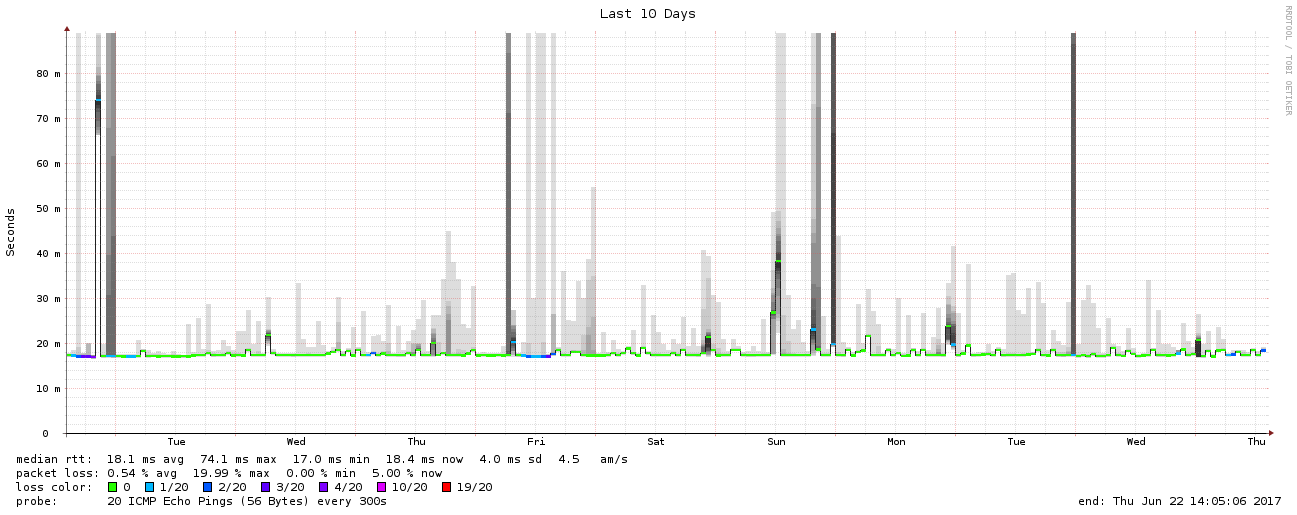 Last 10 Days
RRDTOOL / TOBI OETIKER
Seconds
80 m
70 m
60 m
50 m
40 m
30 m
20 m
10 m
0
Tue Wed Thu Fri Sat Sun Mon Tue Wed Thu
median rtt: 18.1 ms avg 74.1 ms max 17.0 ms min 18.4 ms now 4.0 ms sd 4.5 am/s
packet loss: 0.54 % avg 19.99 % max 0.00 % min 5.00 % now
loss color: 0 1/20 2/20 3/20 4/20 10/20 19/20
probe: 20 ICMP Echo Pings (56 Bytes) every 300s end: Thu Jun 22 14:05:06 2017